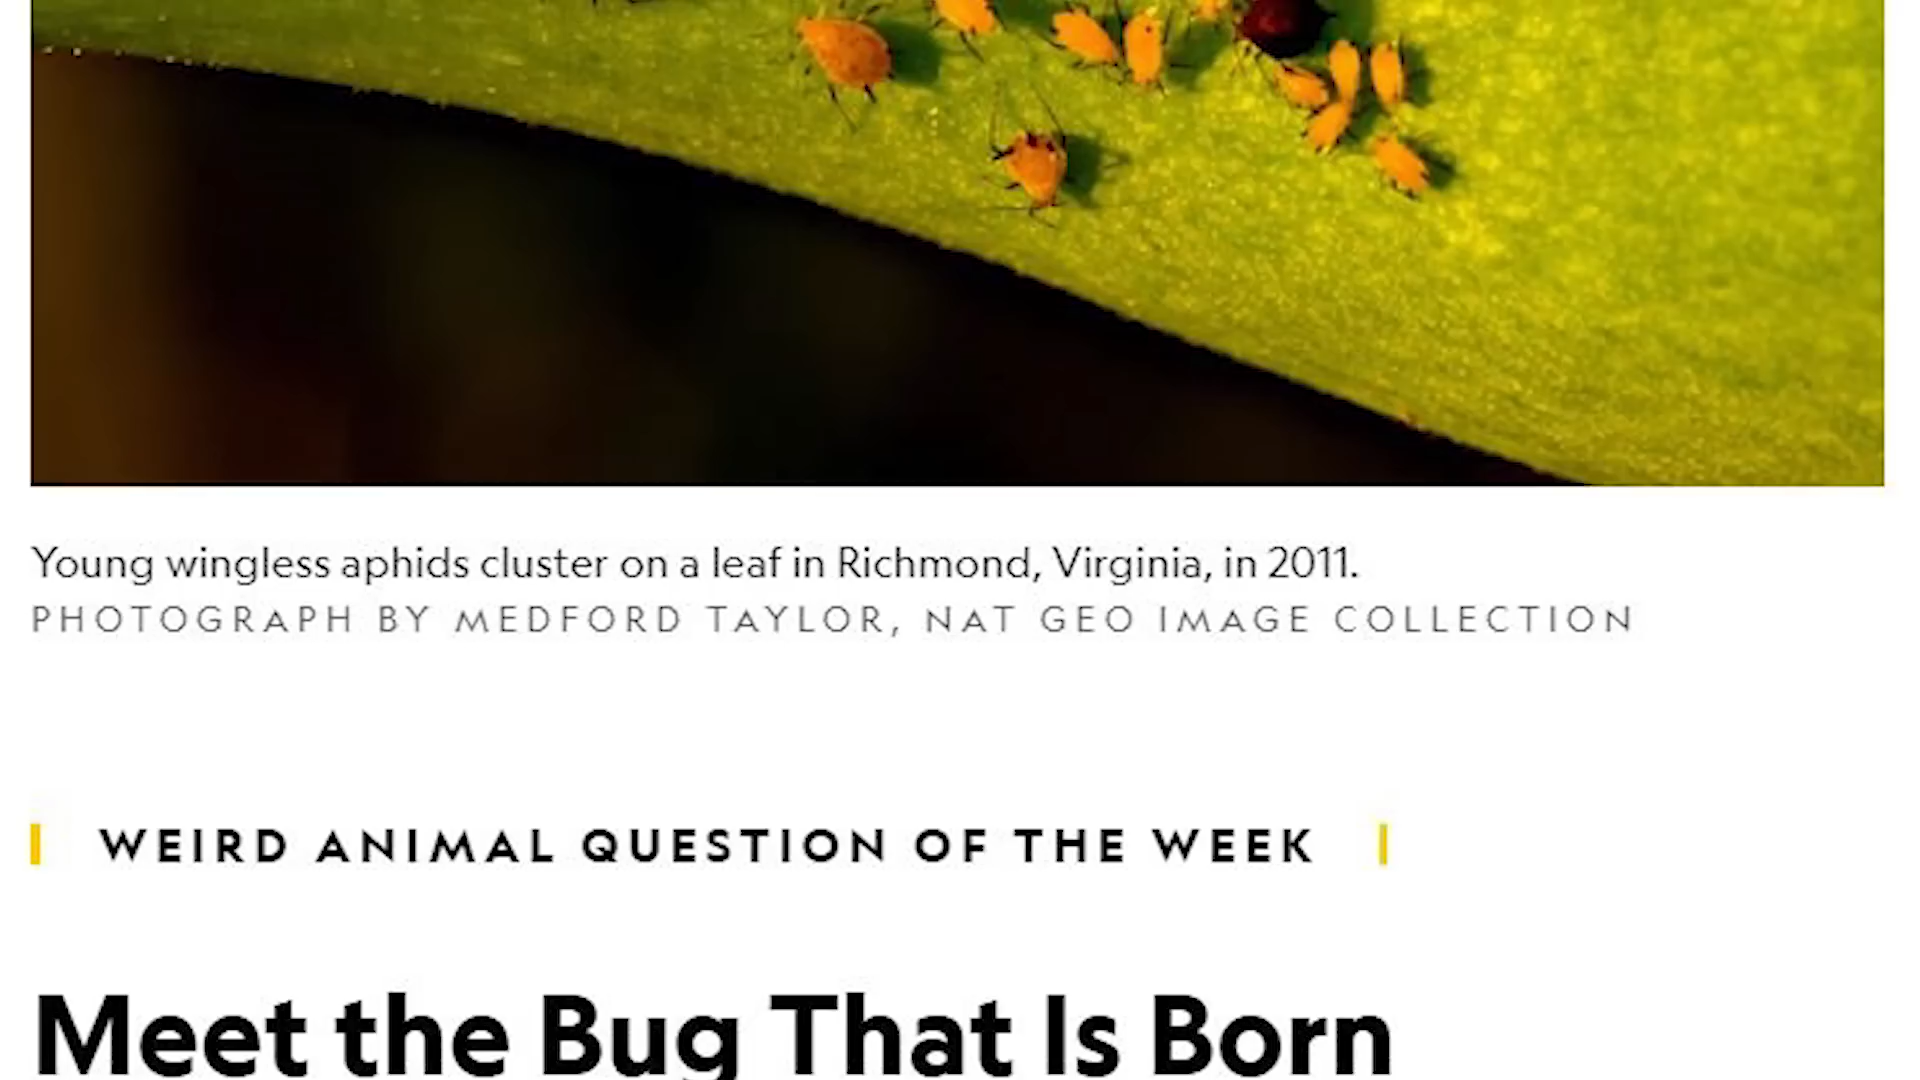 Young wingless aphids cluster on a leaf in Richmond, Virginia, in 2011.
PHOTOGRAPH BY MEDFORD TAYLOR, NAT GEO IMAGE COLLECTION
WEIRD ANIMAL QUESTION OF THE WEEK
Meet the Bug That Is Born